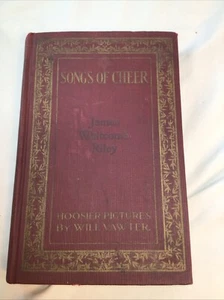 SONGS OF CHEER
James
Whitcomb
Riley
HOOSIER PICTURES
BY WILL VAWTER